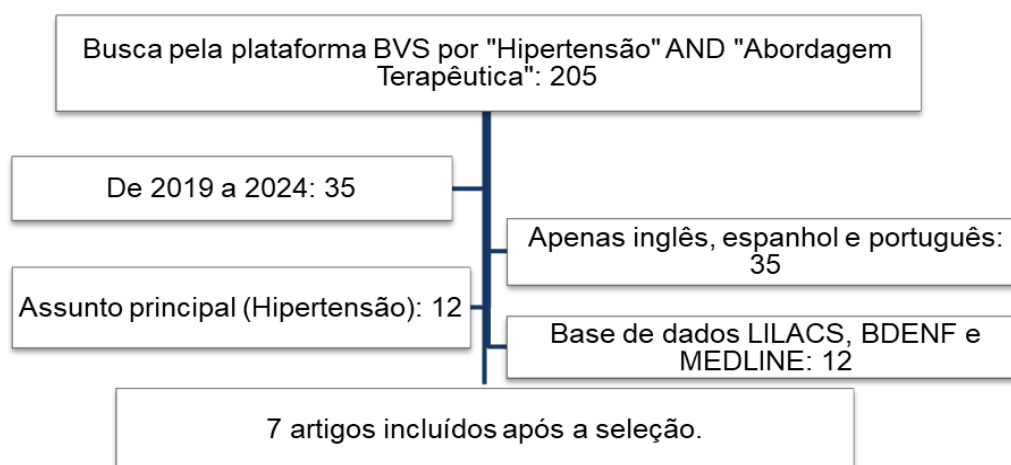 Busca pela plataforma BVS por "Hipertensão" AND "Abordagem
Terapêutica": 205
De 2019 a 2024: 35
Apenas inglês, espanhol e português:
35
Assunto principal (Hipertensão): 12
Base de dados LILACS, BDENF e
MEDLINE: 12
7 artigos incluídos após a seleção.